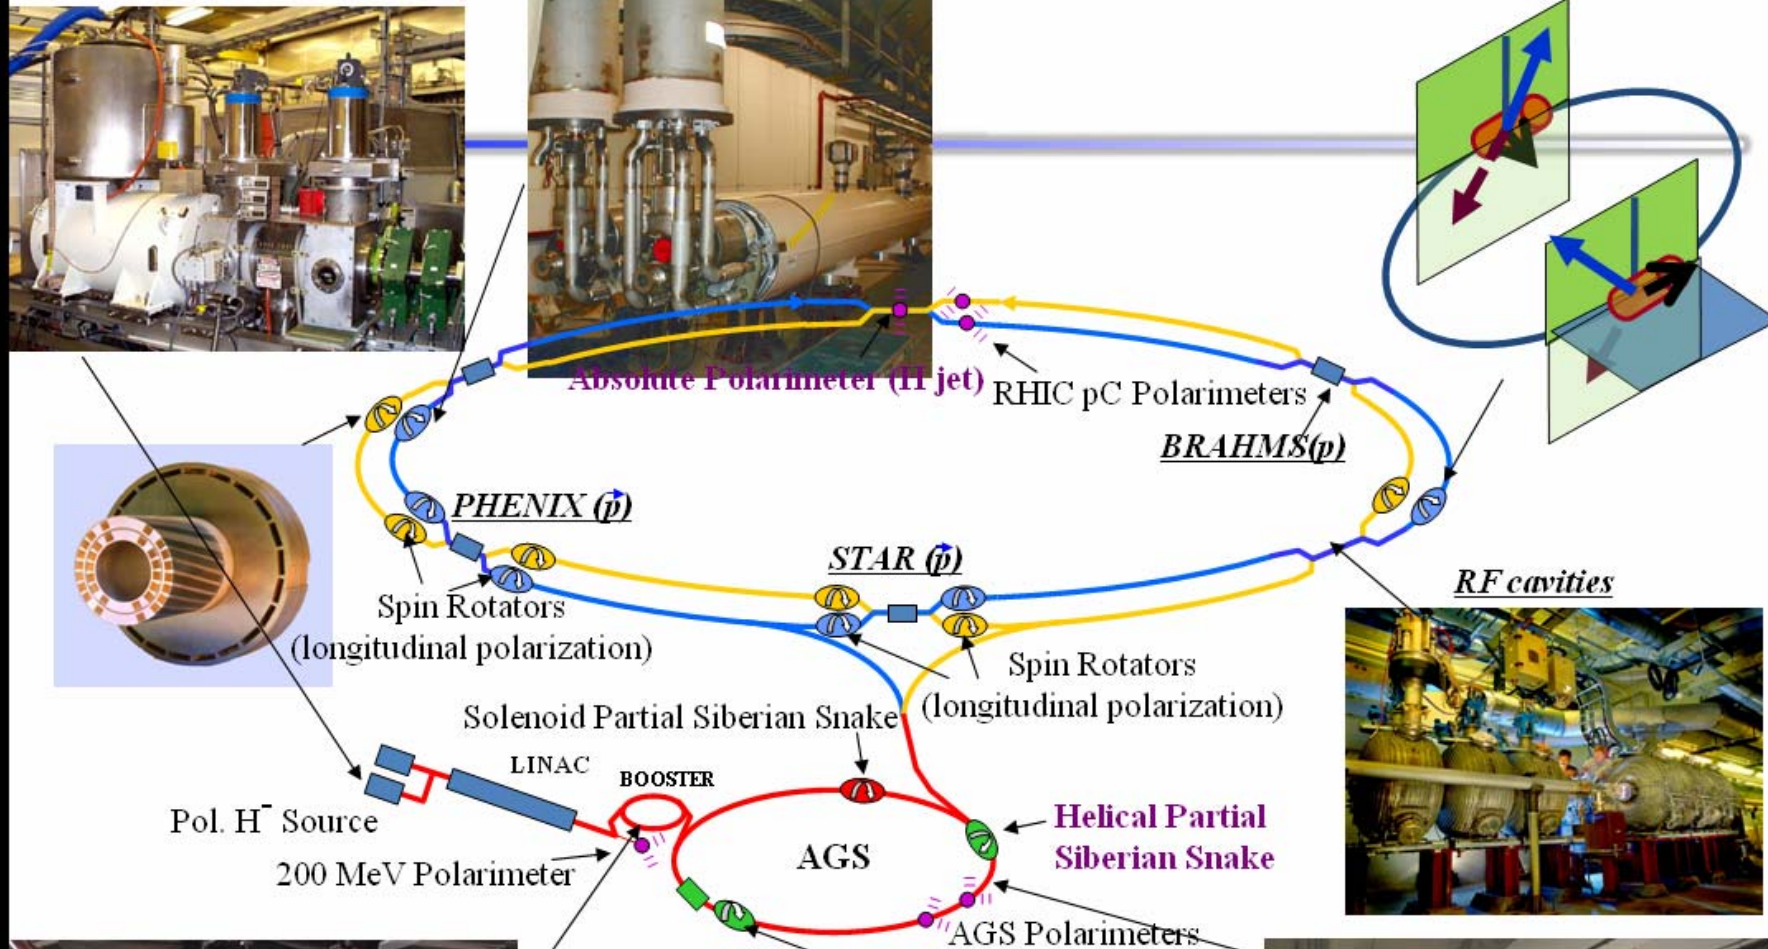 Absolute Polarimeter (H jet)
RHIC pC Polarimeters
BRAHMS(p)
PHENIX (p)
STAR (p)
RF cavities
Spin Rotators
(longitudinal polarization)
Spin Rotators
(longitudinal polarization)
Solenoid Partial Siberian Snake
LINAC
BOOSTER
Pol. H⁻ Source
200 MeV Polarimeter
AGS
Helical Partial
Siberian Snake
AGS Polarimeters